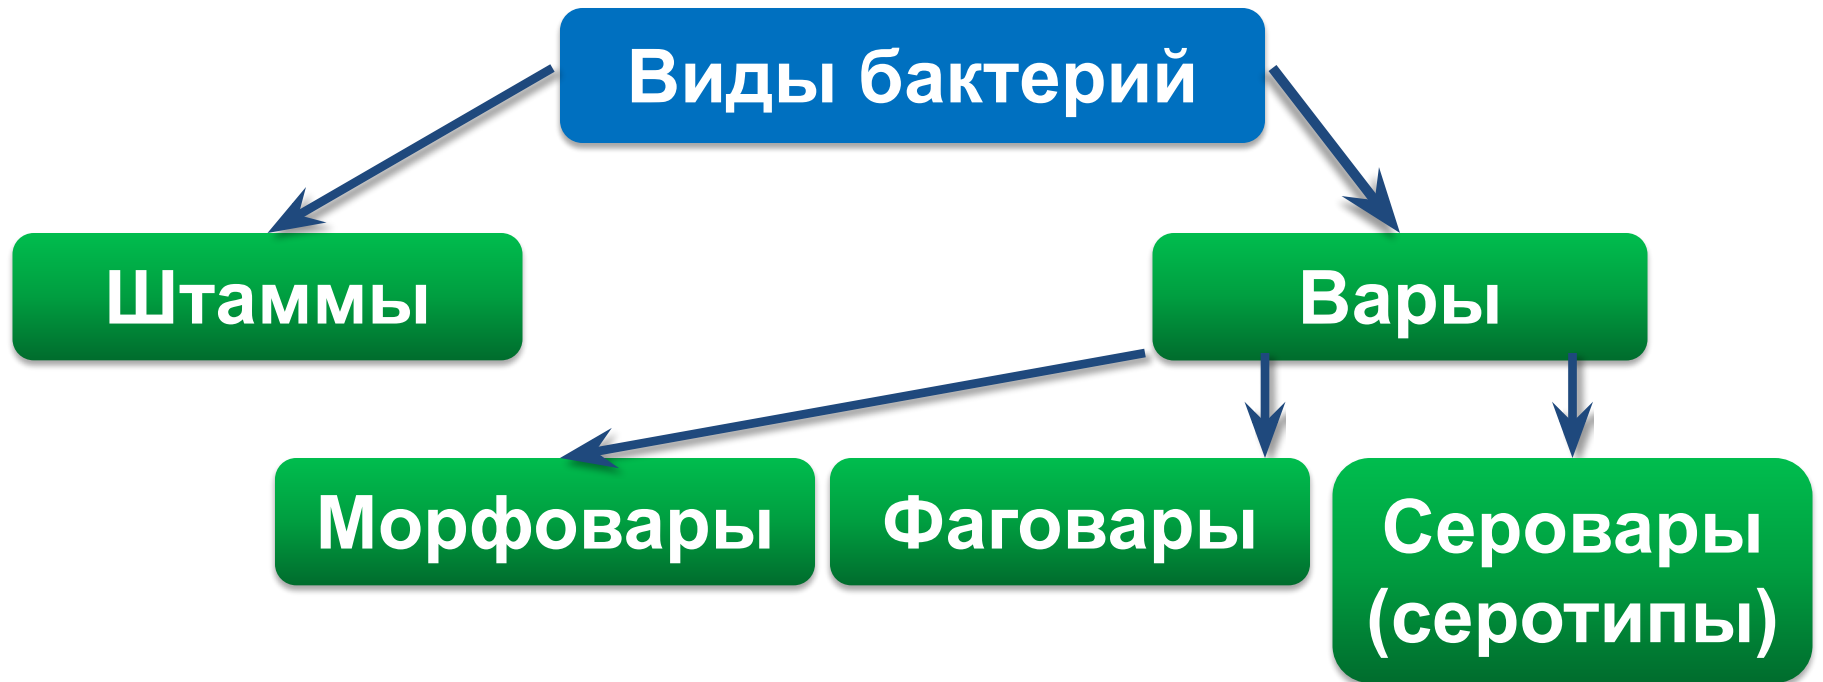 Виды бактерий
Штаммы
Вары
Морфовары
Фаговары
Серовары
(серотипы)